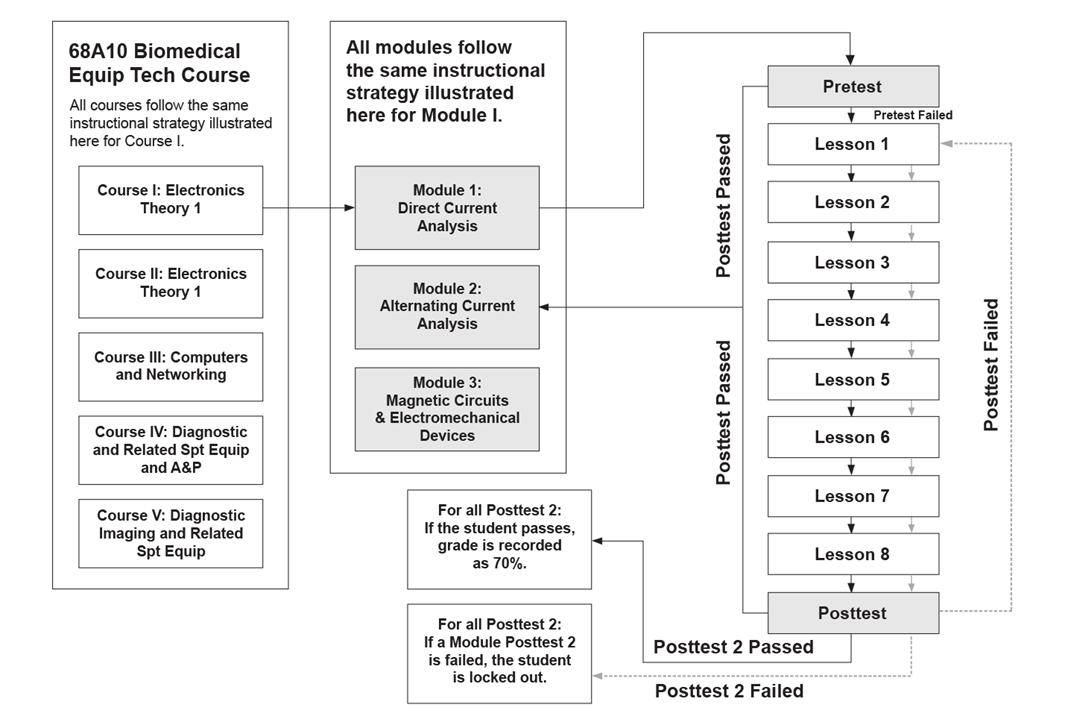 68A10 Biomedical
Equip Tech Course
All courses follow the same
instructional strategy illustrated
here for Course I.
Course I: Electronics
Theory 1
Course II: Electronics
Theory 1
Course III: Computers
and Networking
Course IV: Diagnostic
and Related Spt Equip
and A&P
Course V: Diagnostic
Imaging and Related
Spt Equip
All modules follow
the same instructional
strategy illustrated
here for Module I.
Module 1:
Direct Current
Analysis
Module 2:
Alternating Current
Analysis
Module 3:
Magnetic Circuits
& Electromechanical
Devices
For all Posttest 2:
If the student passes,
grade is recorded
as 70%.
For all Posttest 2:
If a Module Posttest 2
is failed, the student
is locked out.
Posttest Passed
Posttest Passed
Pretest
Pretest Failed
Lesson 1
Lesson 2
Lesson 3
Lesson 4
Lesson 5
Lesson 6
Lesson 7
Lesson 8
Posttest
Posttest Failed
Posttest 2 Passed
Posttest 2 Failed